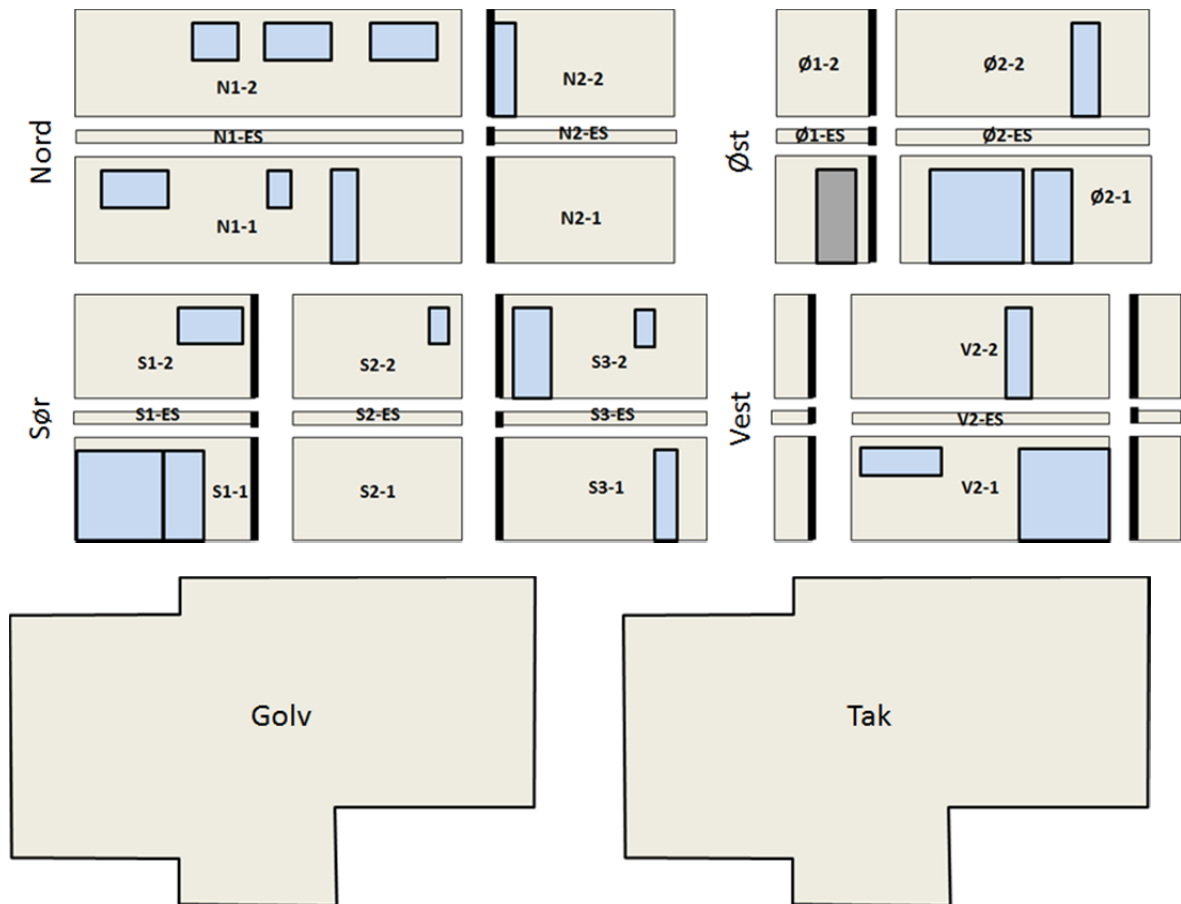 Nord
N1-2
N2-2
N1-ES
N2-ES
N1-1
N2-1
Øst
Ø1-2
Ø2-2
Ø1-ES
Ø2-ES
Ø2-1
Sør
S1-2
S2-2
S3-2
S1-ES
S2-ES
S3-ES
S1-1
S2-1
S3-1
Vest
V2-2
V2-ES
V2-1
Golv
Tak